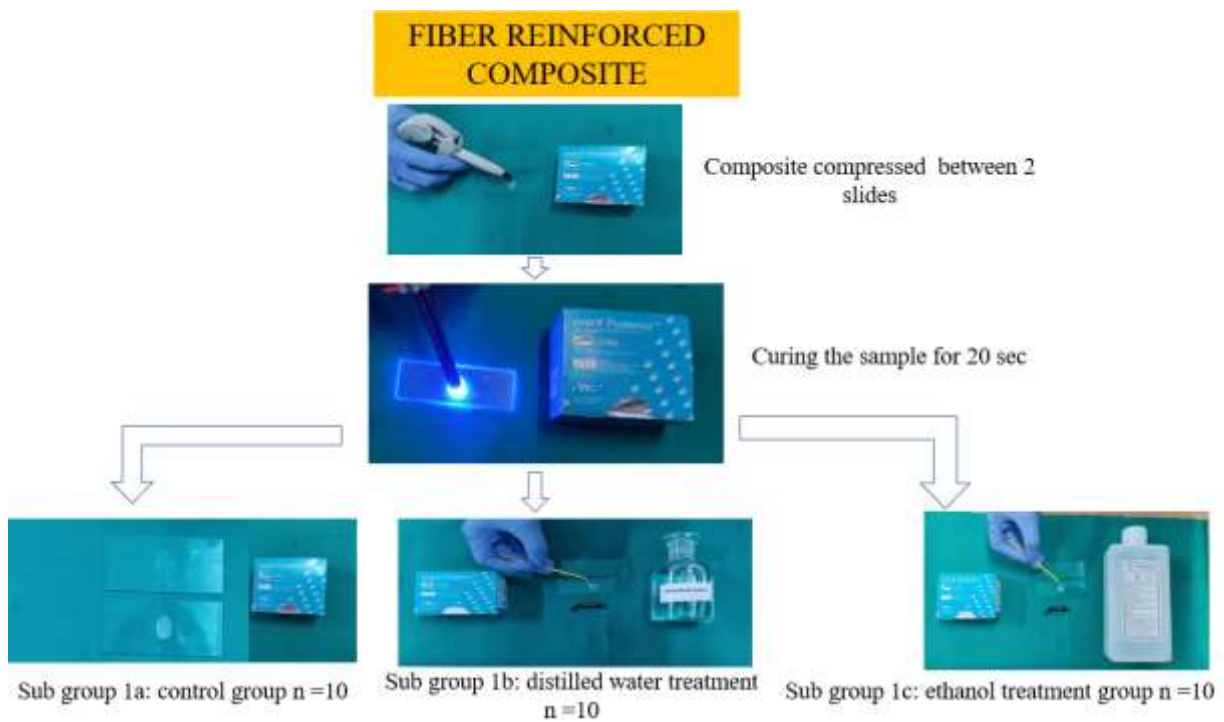 FIBER REINFORCED
COMPOSITE
Composite compressed between 2
slides
Curing the sample for 20 sec
Sub group 1a: control group n =10
Sub group 1b: distilled water treatment
n =10
Sub group 1c: ethanol treatment group n =10